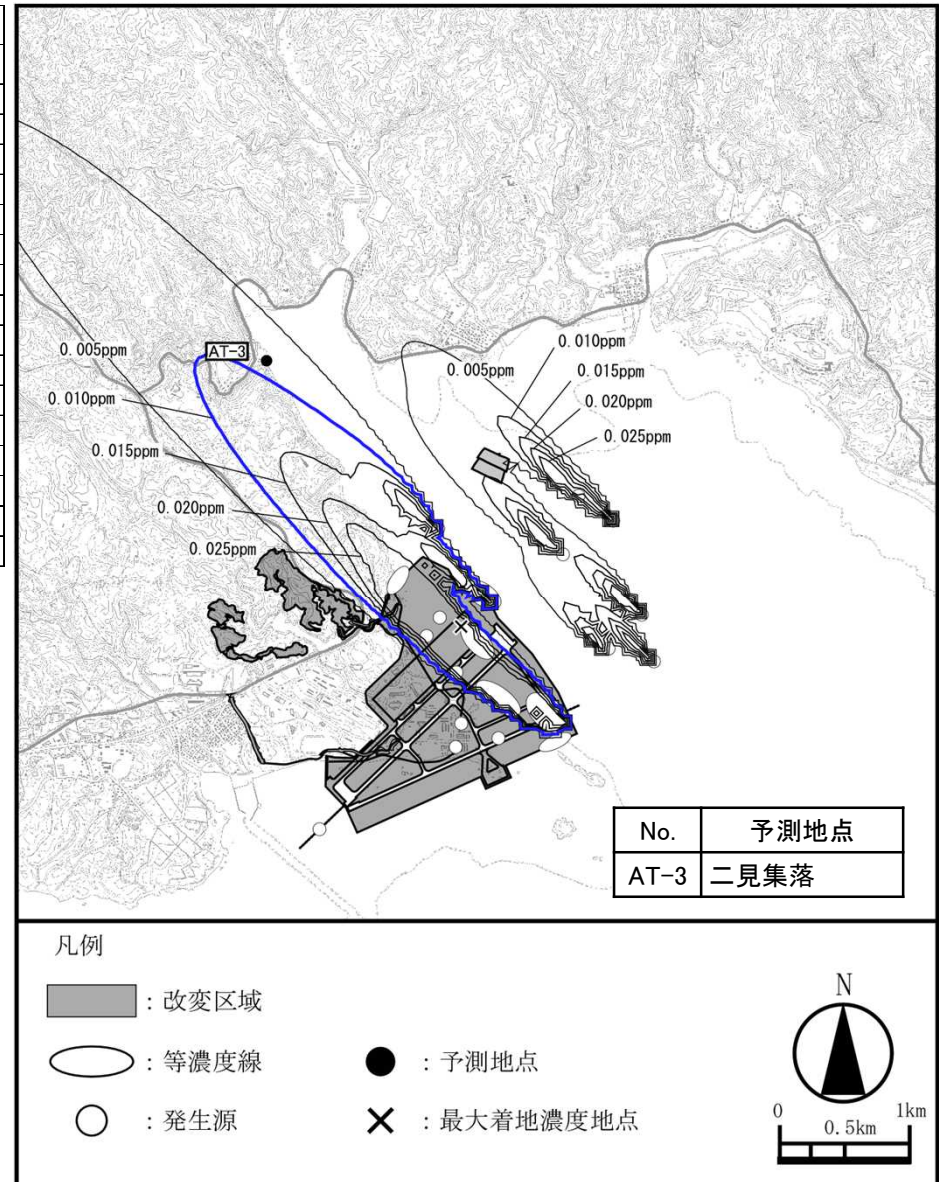 AT-3
0.005ppm
0.010ppm
0.015ppm
0.020ppm
0.025ppm
0.005ppm
0.010ppm
0.015ppm
0.020ppm
0.025ppm
No. 予測地点
AT-3 二見集落
凡例
：改変区域
：等濃度線
：予測地点
：発生源
：最大着地濃度地点
N
0 0.5km 1km